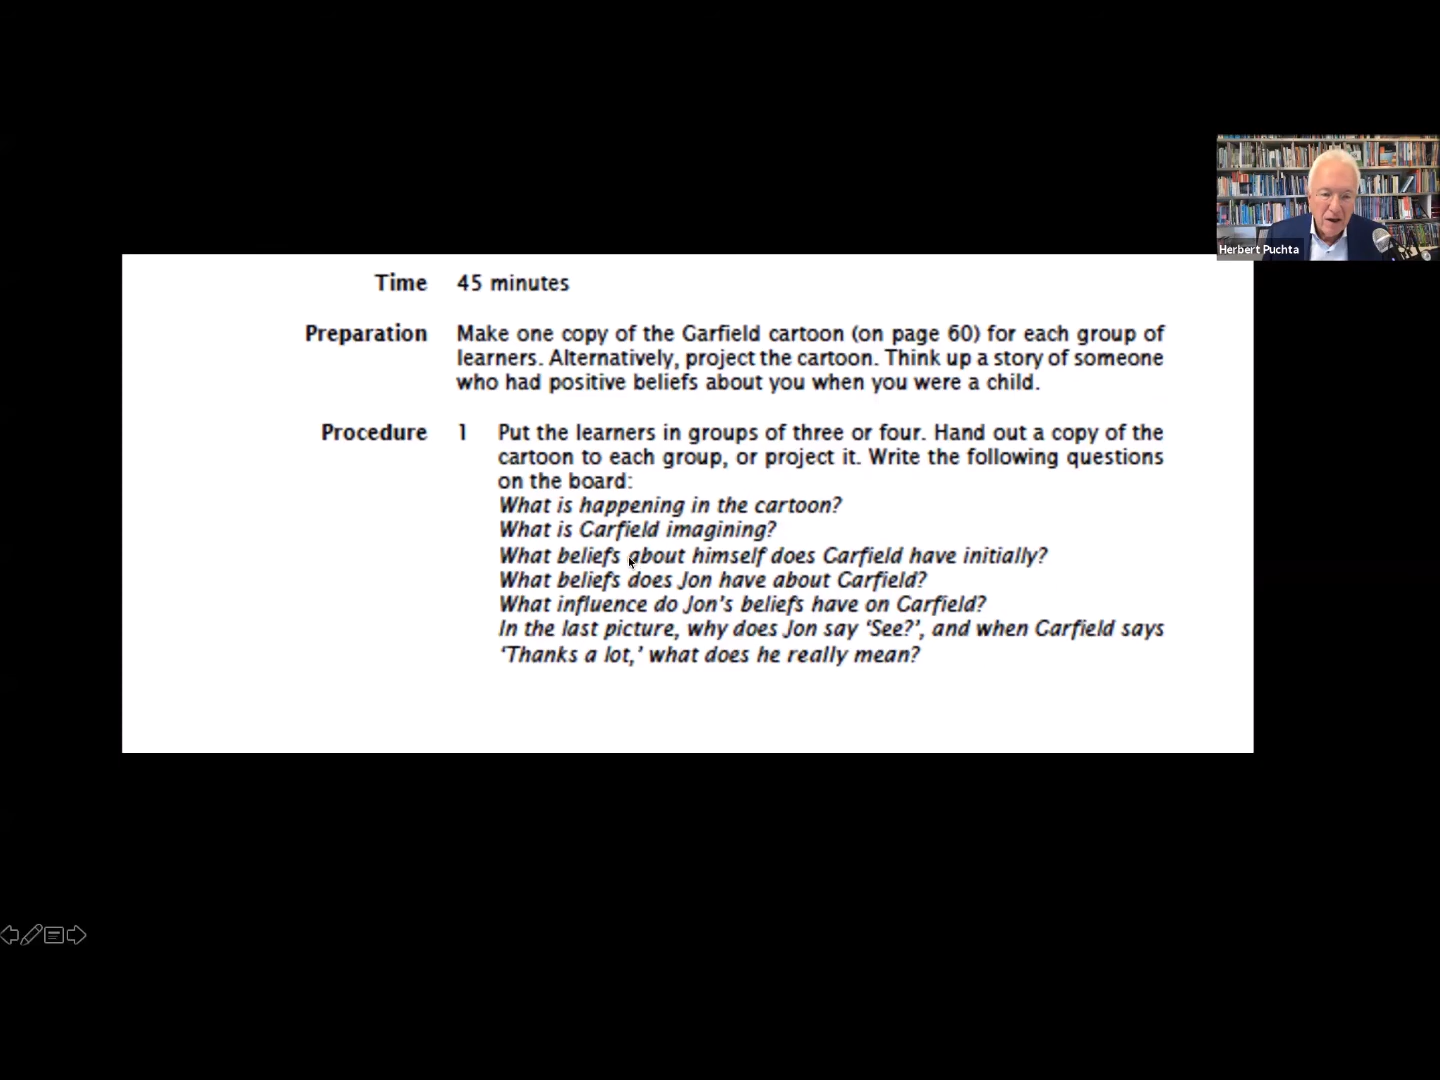 Herbert Puchta
Time 45 minutes
Preparation Make one copy of the Garfield cartoon (on page 60) for each group of
learners. Alternatively, project the cartoon. Think up a story of someone
who had positive beliefs about you when you were a child.
Procedure 1 Put the learners in groups of three or four. Hand out a copy of the
cartoon to each group, or project it. Write the following questions
on the board:
What is happening in the cartoon?
What is Garfield imagining?
What beliefs about himself does Garfield have initially?
What beliefs does Jon have about Garfield?
What influence do Jon's beliefs have on Garfield?
In the last picture, why does Jon say ‘See?’, and when Garfield says
‘Thanks a lot,’ what does he really mean?